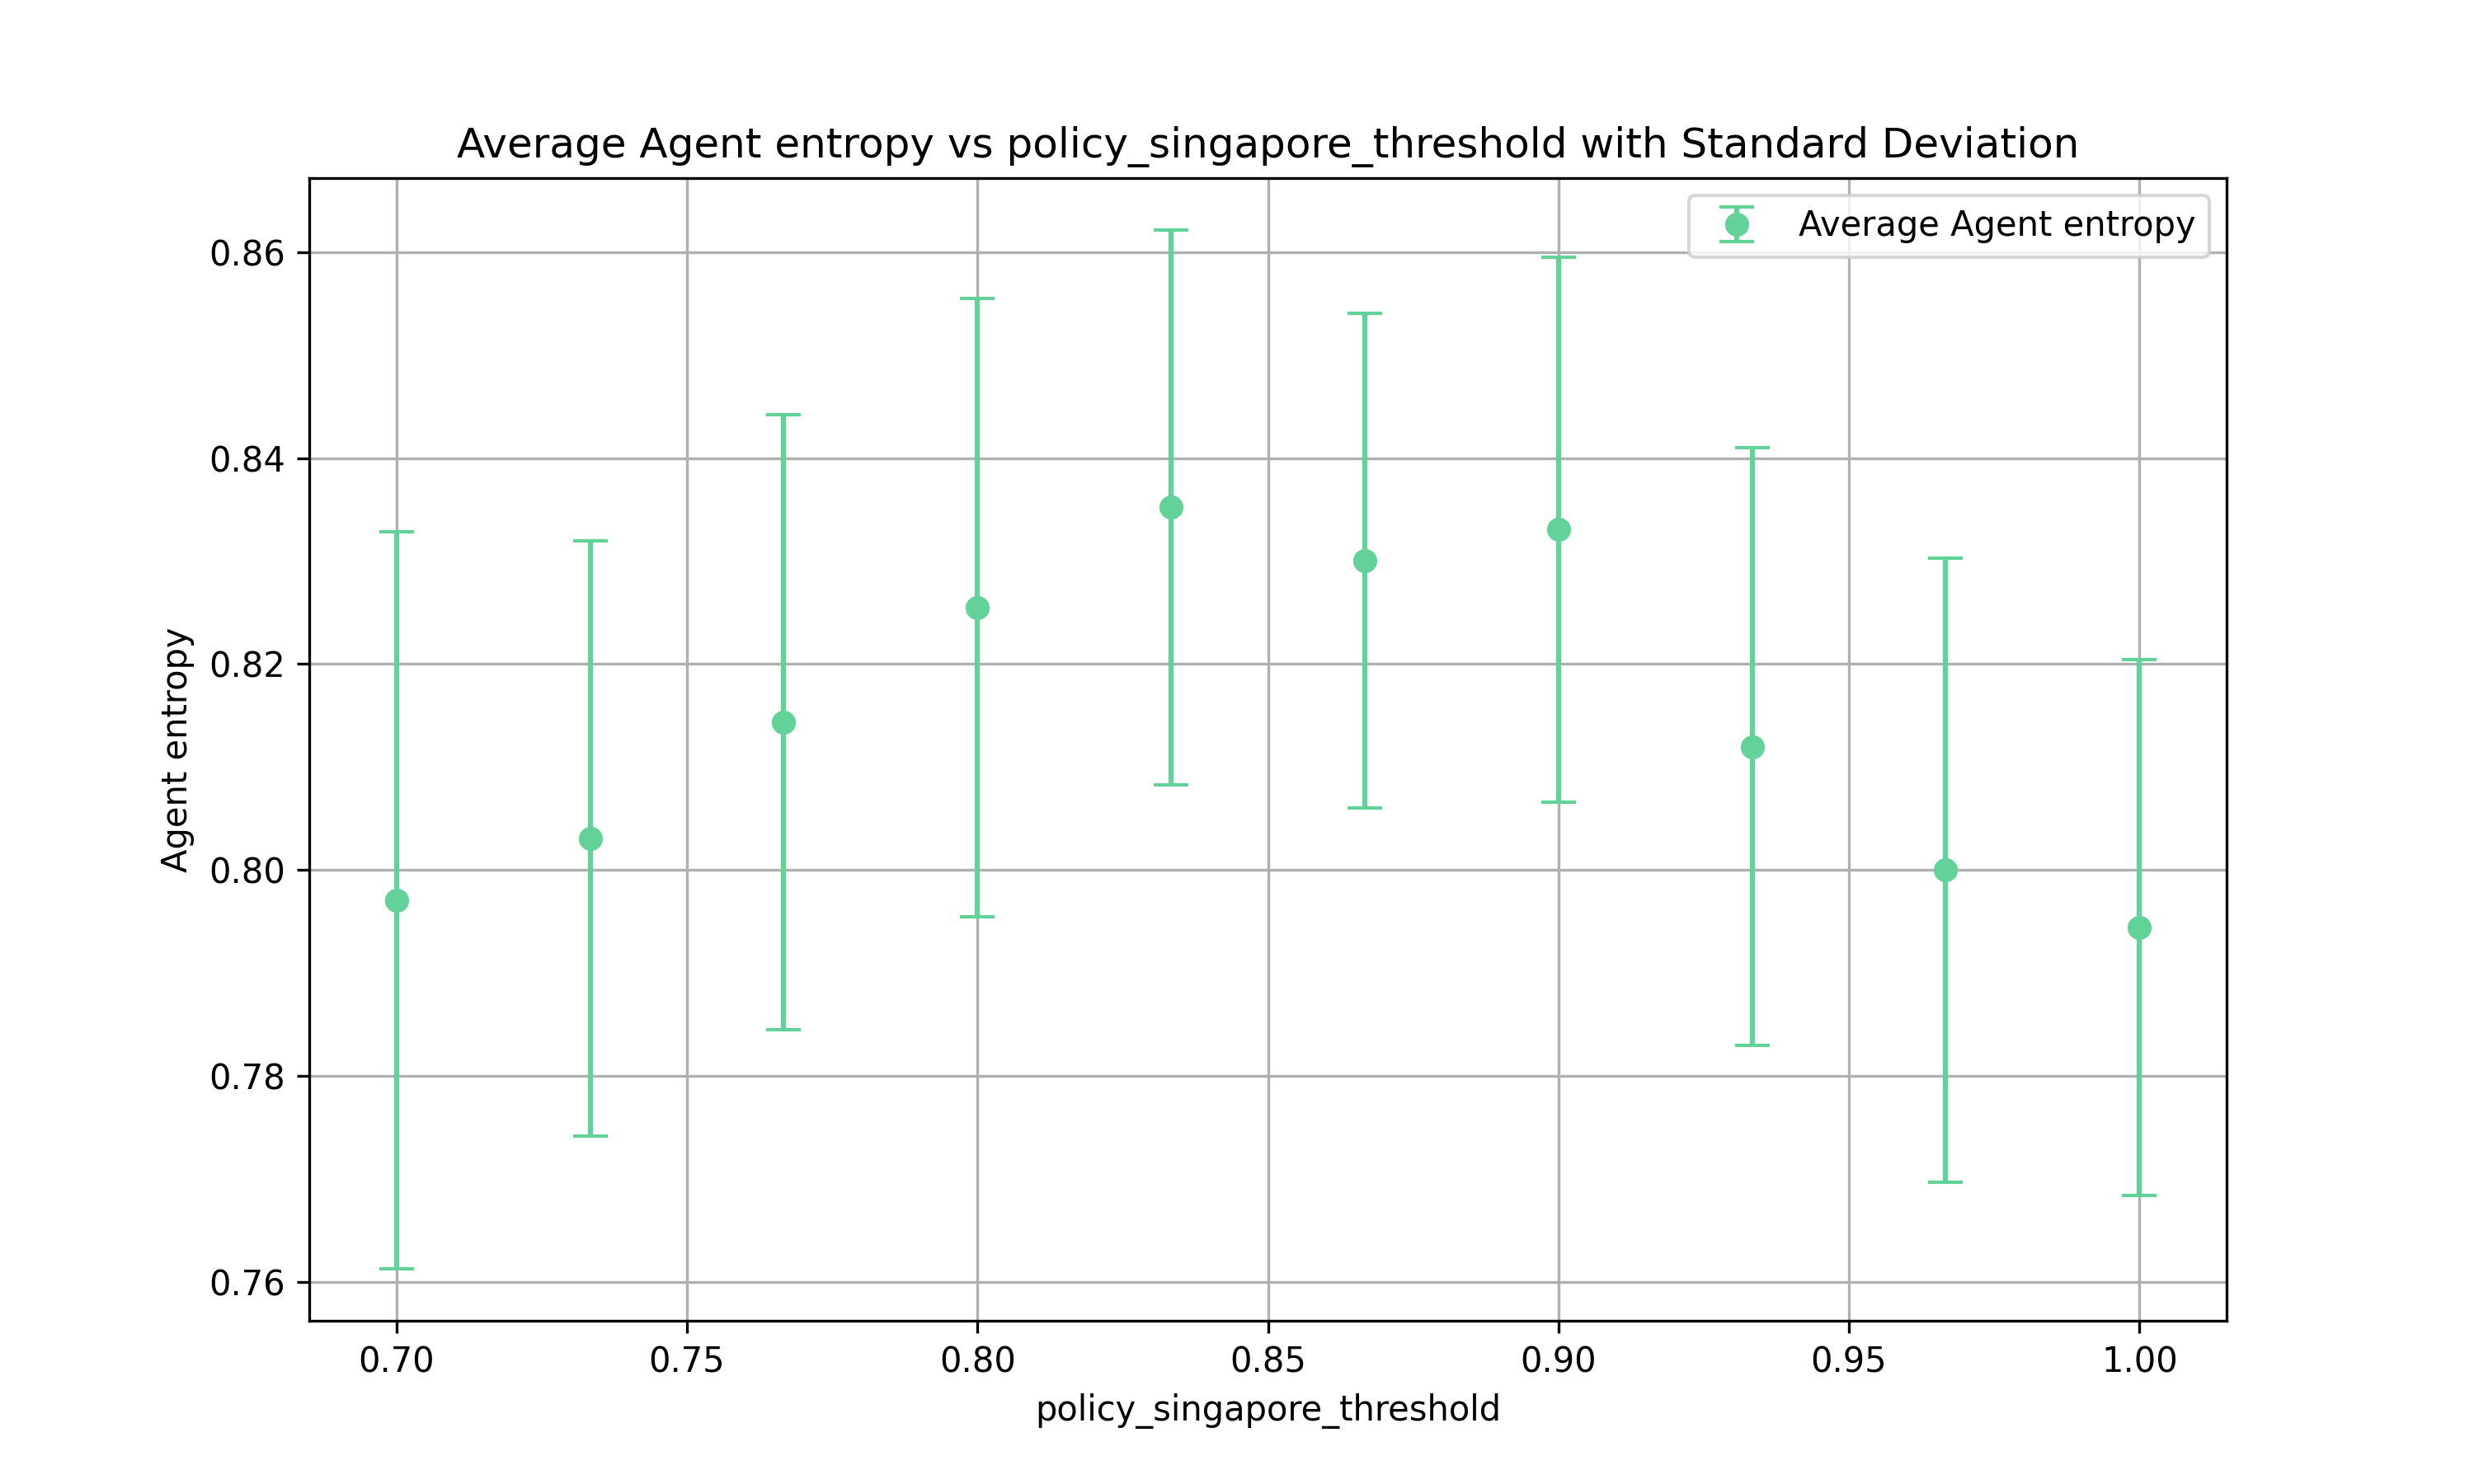 Average Agent entropy vs policy_singapore_threshold with Standard Deviation
Average Agent entropy
0.86
0.84
0.82
0.80
0.78
0.76
Agent entropy
0.70 0.75 0.80 0.85 0.90 0.95 1.00
policy_singapore_threshold